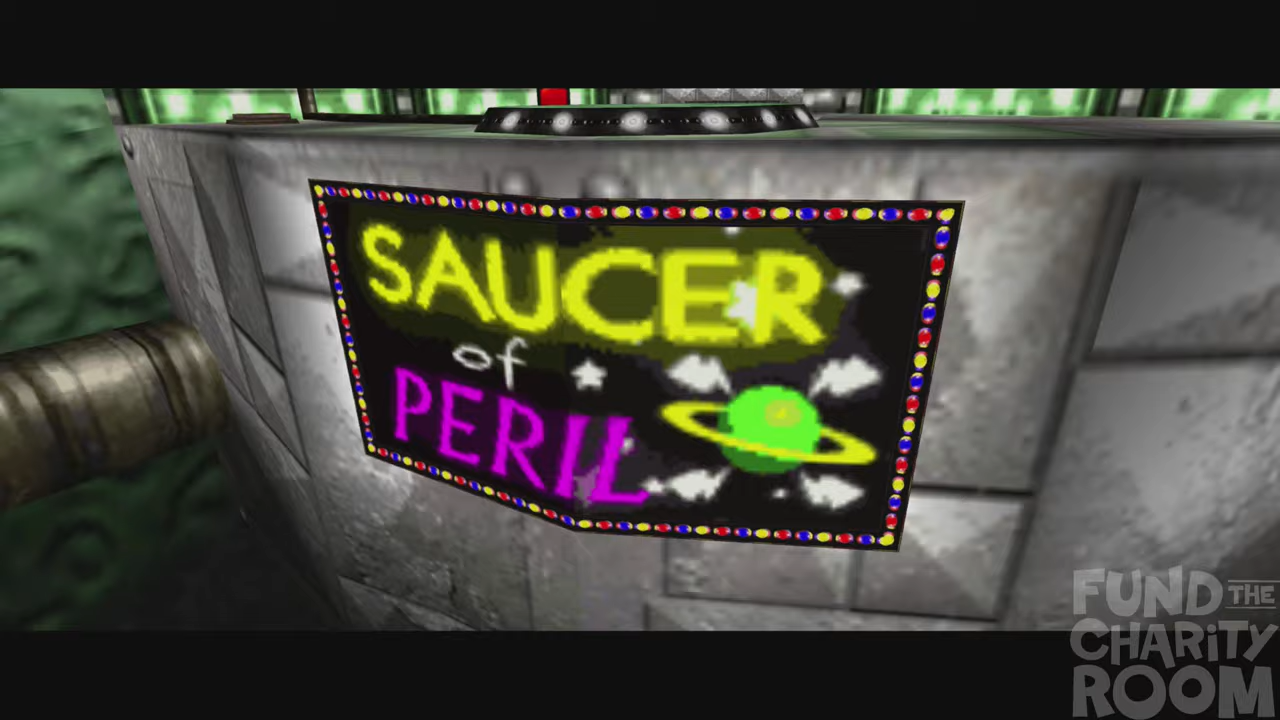 SAUCER
of
PERIL
FUND THE
CHARiTY
ROOM